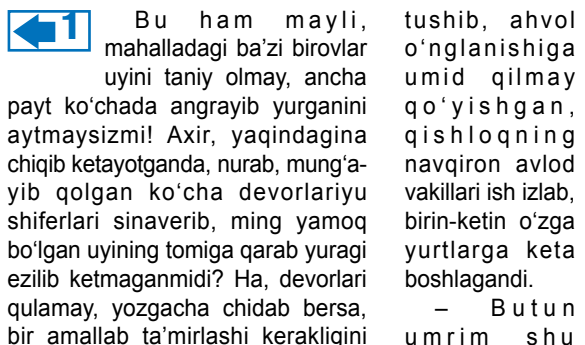 1
Bu ham mayli,
mahalladagi ba’zi birovlar
uyini taniy olmay, ancha
payt ko‘chada angrayib yurganini
aytmaysizmi! Axir, yaqindagina
chiqib ketayotganda, nurab, mung‘a-
yib qolgan ko‘cha devorlariyu
shiferlari sinaverib, ming yamoq
bo‘lgan uyining tomiga qarab yuragi
ezilib ketmaganmidi? Ha, devorlari
qulamay, yozgacha chidab bersa,
bir amallab ta’mirlashi kerakligini
tushib, ahvol
o‘nglanishiga
umid qilmay
qo‘yishgan,
qishloqning
navqiron avlod
vakillari ish izlab,
birin-ketin o‘zga
yurtlarga keta
boshlagandi.
– Butun
umrim shu